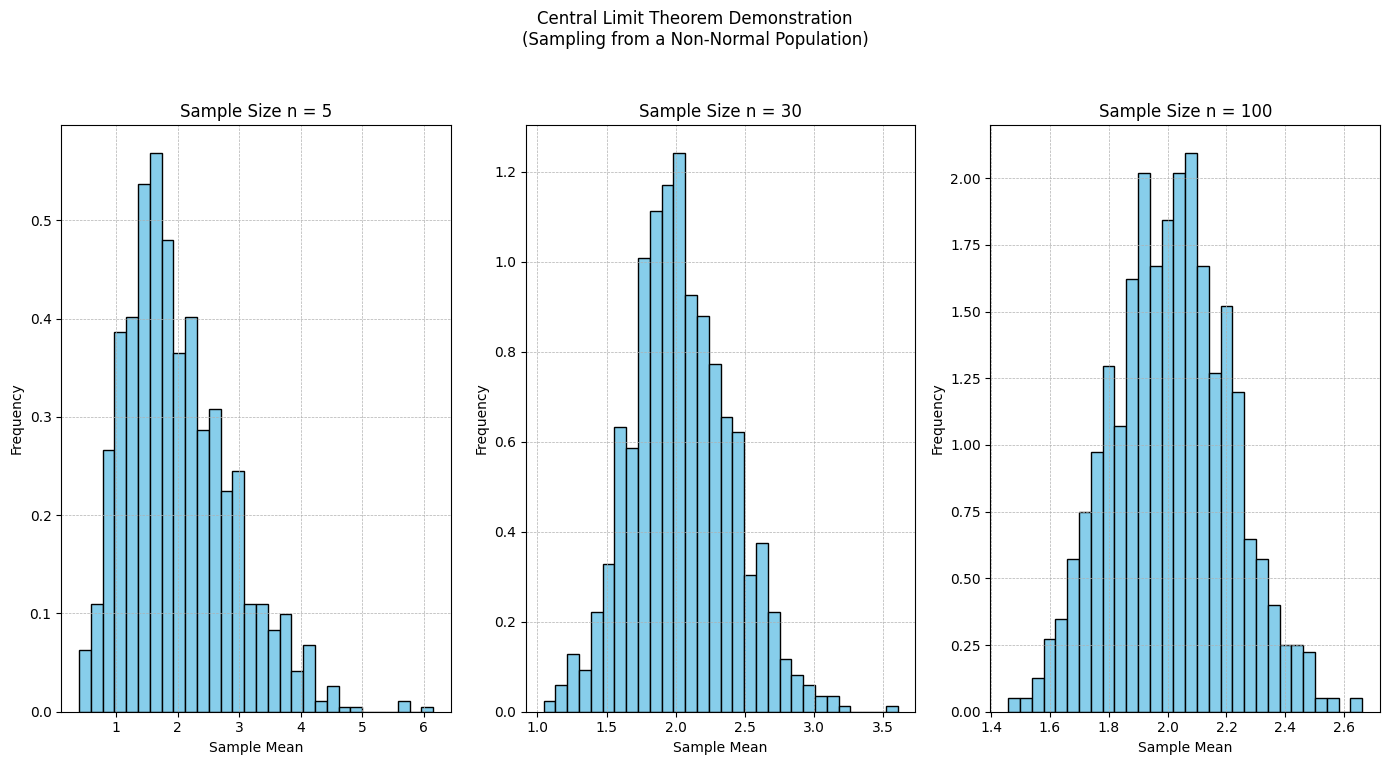 Central Limit Theorem Demonstration
(Sampling from a Non-Normal Population)
Sample Size n = 5
Frequency
0.5
0.4
0.3
0.2
0.1
0.0
1 2 3 4 5 6
Sample Mean
Sample Size n = 30
Frequency
1.2
1.0
0.8
0.6
0.4
0.2
0.0
1.0 1.5 2.0 2.5 3.0 3.5
Sample Mean
Sample Size n = 100
Frequency
2.00
1.75
1.50
1.25
1.00
0.75
0.50
0.25
0.00
1.4 1.6 1.8 2.0 2.2 2.4 2.6
Sample Mean